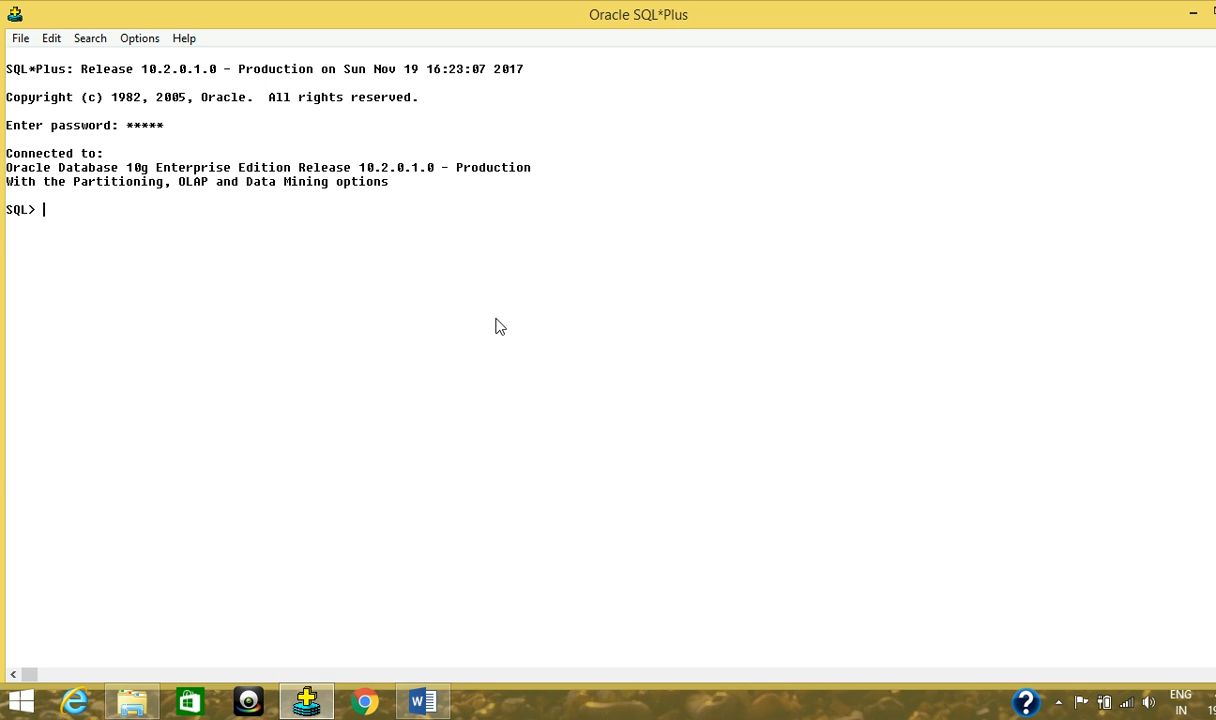 Oracle SQL*Plus
File Edit Search Options Help
SQL*Plus: Release 10.2.0.1.0 - Production on Sun Nov 19 16:23:07 2017
Copyright (c) 1982, 2005, Oracle.  All rights reserved.
Enter password: *****
Connected to:
Oracle Database 10g Enterprise Edition Release 10.2.0.1.0 - Production
With the Partitioning, OLAP and Data Mining options
SQL>
ENG
IN